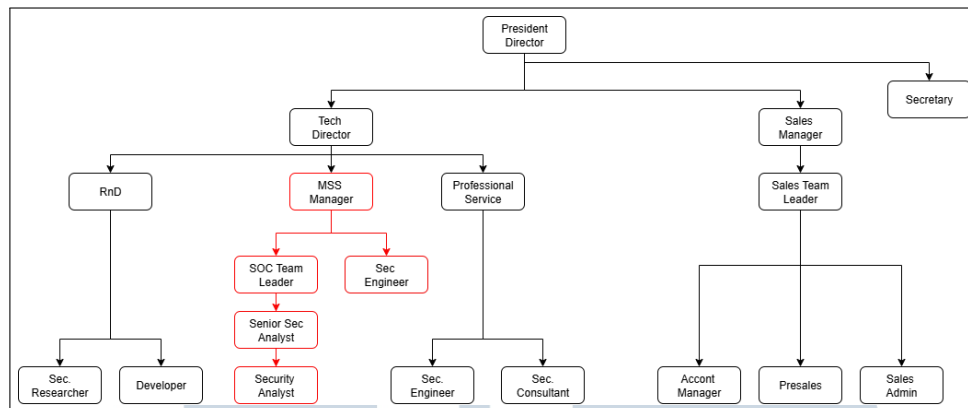 President
Director
Secretary
Tech
Director
Sales
Manager
RnD
MSS
Manager
Professional
Service
Sales Team
Leader
SOC Team
Leader
Sec
Engineer
Senior Sec
Analyst
Sec.
Researcher
Developer
Security
Analyst
Sec.
Engineer
Sec.
Consultant
Accont
Manager
Presales
Sales
Admin